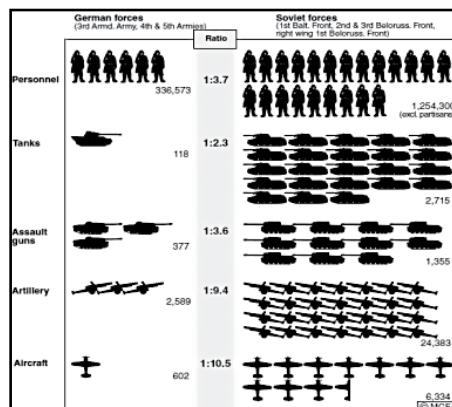 German forces
(3rd Armd. Army, 4th & 5th Armies)
Soviet forces
(1st Balt. Front, 2nd & 3rd Beloruss. Front,
right wing 1st Beloruss. Front)
Ratio
Personnel
336,573
1:3.7
1,254,300
(excl. partisans
Tanks
118
1:2.3
2,715
Assault
guns
377
1:3.6
1,355
Artillery
2,589
1:9.4
24,383
Aircraft
602
1:10.5
6,334